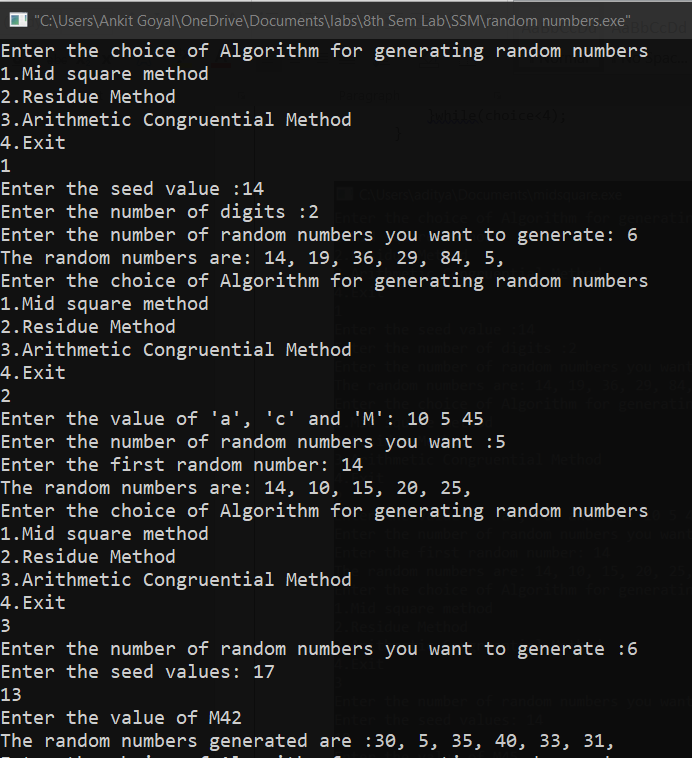 "C:\Users\Ankit Goyal\OneDrive\Documents\labs\8th Sem Lab\SSM\random numbers.exe"
Enter the choice of Algorithm for generating random numbers
1.Mid square method
2.Residue Method
3.Arithmetic Congruential Method
4.Exit
1
Enter the seed value :14
Enter the number of digits :2
Enter the number of random numbers you want to generate: 6
The random numbers are: 14, 19, 36, 29, 84, 5,
Enter the choice of Algorithm for generating random numbers
1.Mid square method
2.Residue Method
3.Arithmetic Congruential Method
4.Exit
2
Enter the value of 'a', 'c' and 'M': 10 5 45
Enter the number of random numbers you want :5
Enter the first random number: 14
The random numbers are: 14, 10, 15, 20, 25,
Enter the choice of Algorithm for generating random numbers
1.Mid square method
2.Residue Method
3.Arithmetic Congruential Method
4.Exit
3
Enter the number of random numbers you want to generate :6
Enter the seed values: 17
13
Enter the value of M42
The random numbers generated are :30, 5, 35, 40, 33, 31,